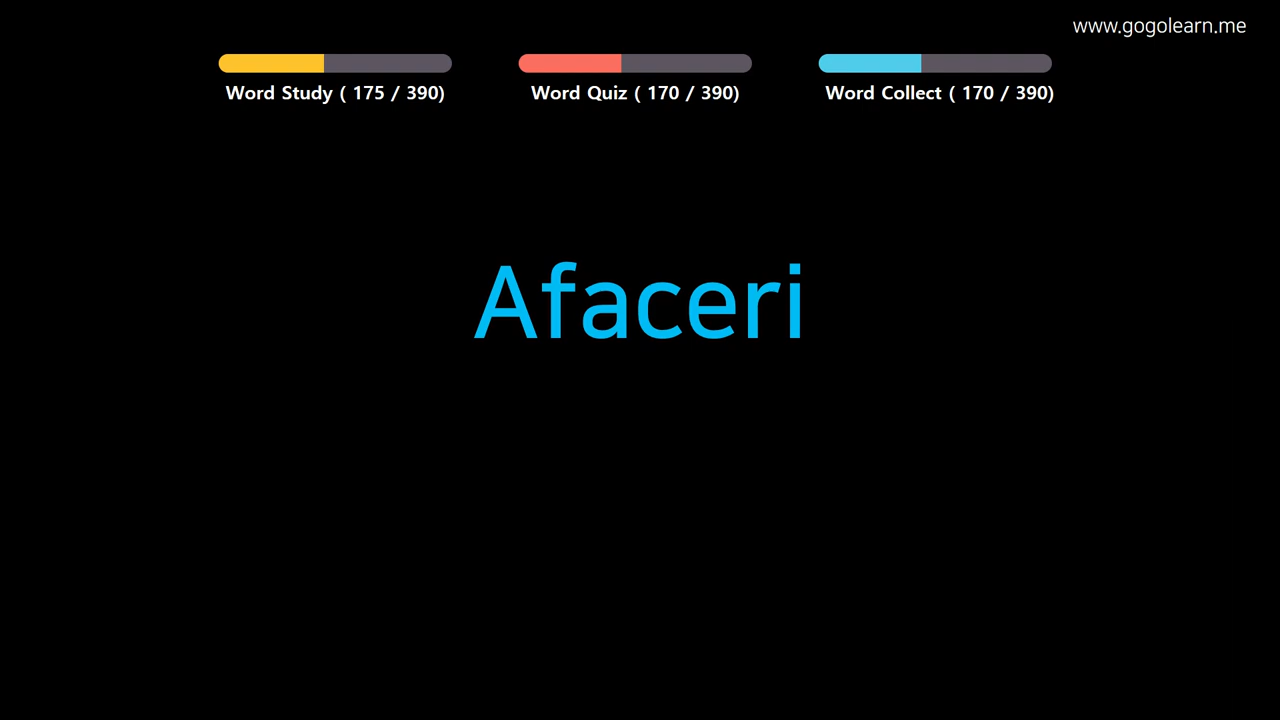 www.gogolearn.me
Word Study ( 175 / 390)
Word Quiz ( 170 / 390)
Word Collect ( 170 / 390)
Afaceri